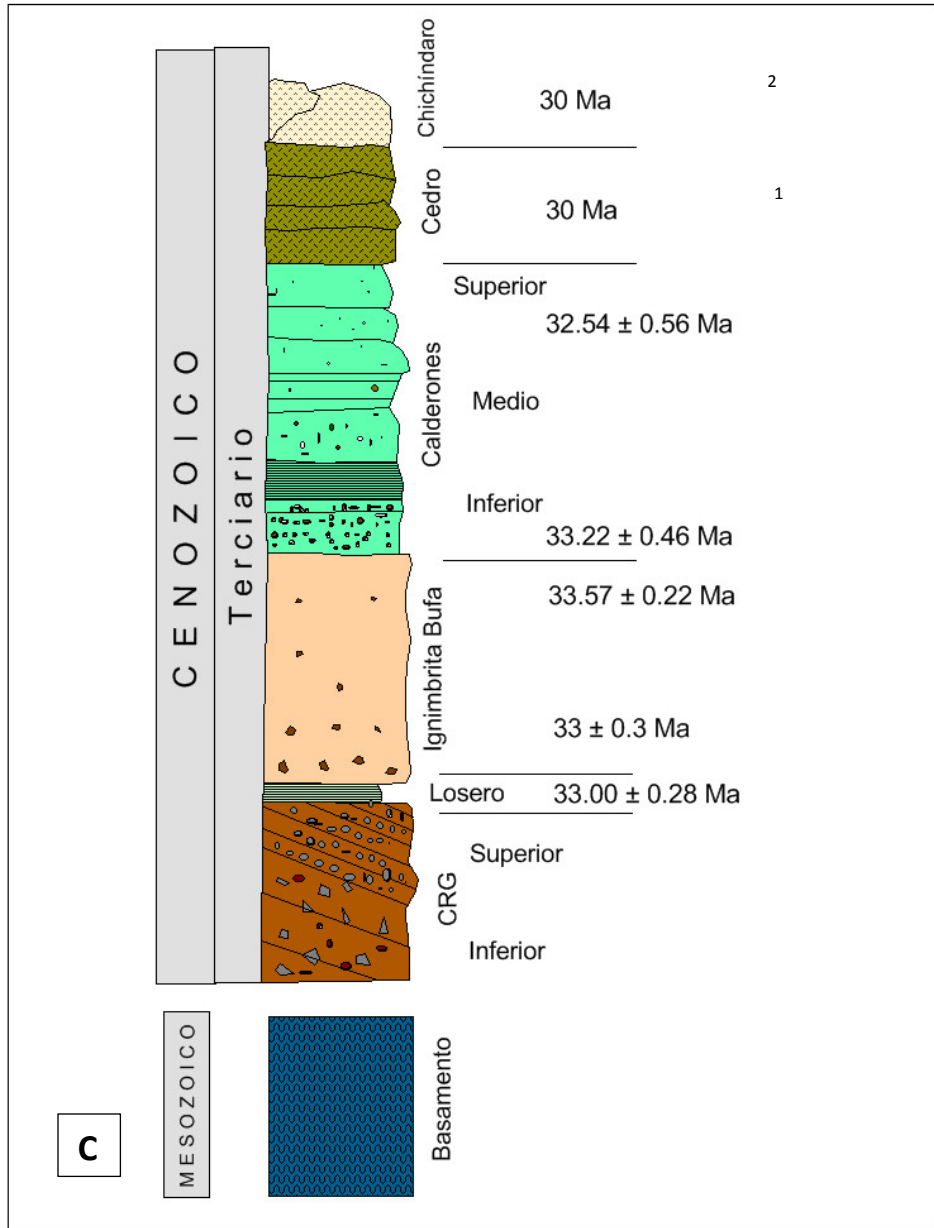 CENOZOICO
Terciario
Chichíndaro
30 Ma
2
Cedro
30 Ma
1
Calderones
Superior
32.54 ± 0.56 Ma
Medio
Inferior
33.22 ± 0.46 Ma
Ignimbrita Bufa
33.57 ± 0.22 Ma
33 ± 0.3 Ma
Losero
33.00 ± 0.28 Ma
CRG
Superior
Inferior
MESOZOICO
Basamento
C